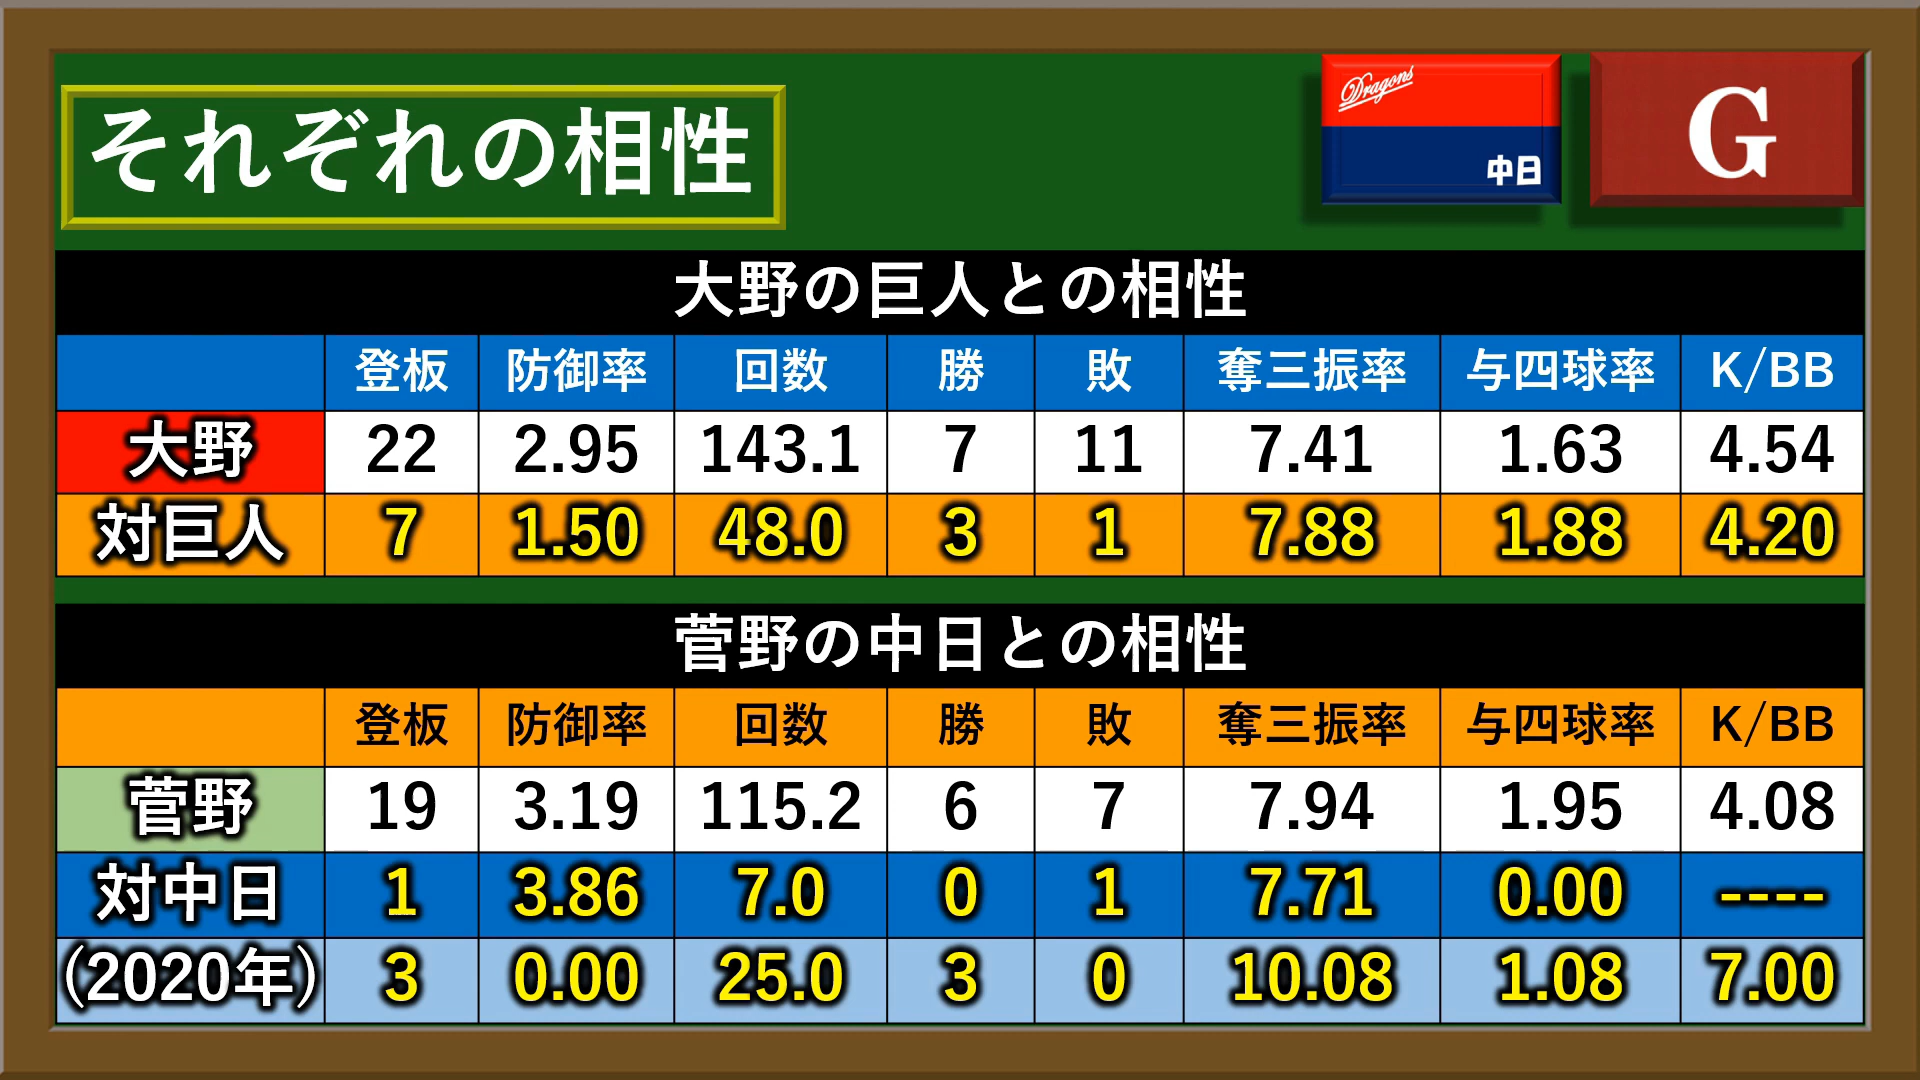 それぞれの相性
Dragons
中日
G
大野の巨人との相性
登板 防御率 回数 勝 敗 奪三振率 与四球率 K/BB
大野 22 2.95 143.1 7 11 7.41 1.63 4.54
対巨人 7 1.50 48.0 3 1 7.88 1.88 4.20
菅野の中日との相性
登板 防御率 回数 勝 敗 奪三振率 与四球率 K/BB
菅野 19 3.19 115.2 6 7 7.94 1.95 4.08
対中日 1 3.86 7.0 0 1 7.71 0.00 ----
(2020年) 3 0.00 25.0 3 0 10.08 1.08 7.00